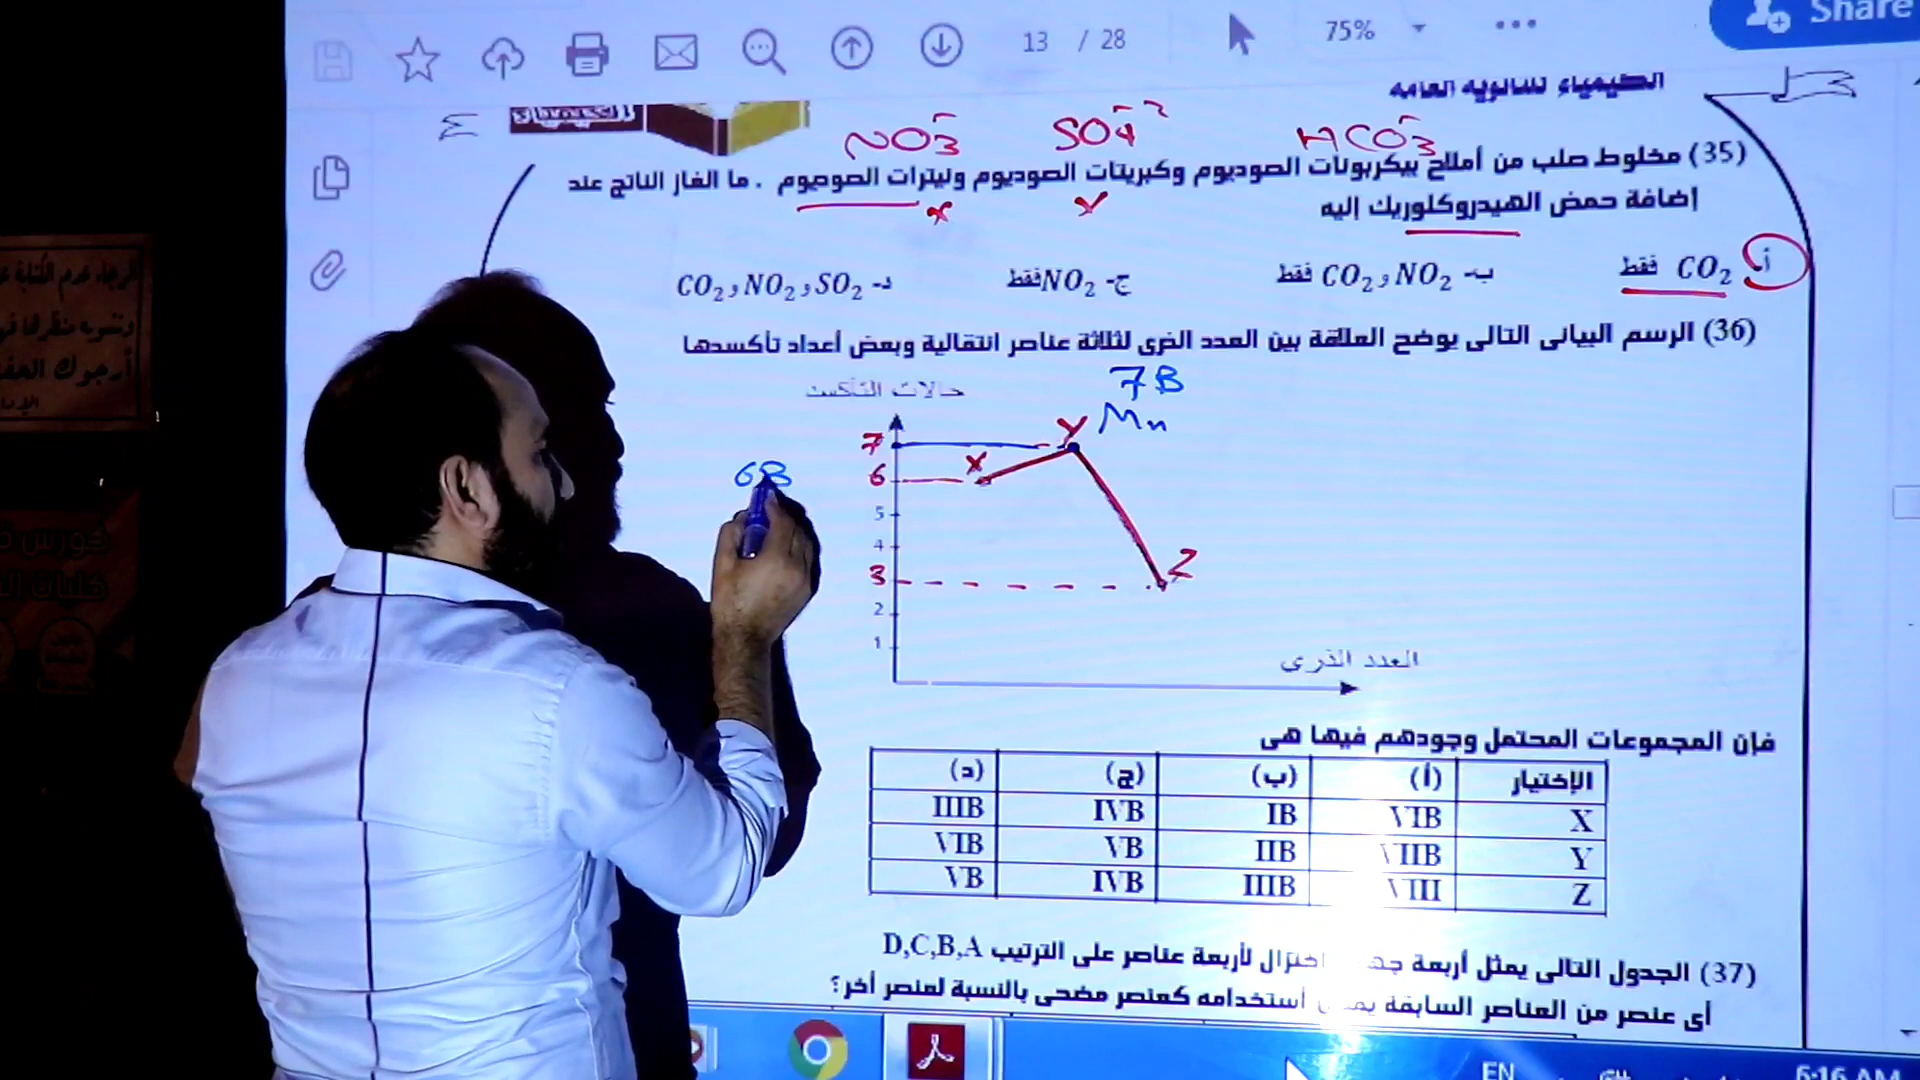 13 / 28
75%
Share
الكيمياء للثانوية العامة
NO3-
SO4-2
HCO3-
(35) مخلوط صلب من أملاح بيكربونات الصوديوم وكبريتات الصوديوم ونيترات الصوديوم . ما الغاز الناتج عند
إضافة حمض الهيدروكلوريك إليه
أ- CO2 فقط
ب- NO2 و CO2 فقط
ج- NO2 فقط
د- SO2 و NO2 و CO2
(36) الرسم البيانى التالى يوضح العلاقة بين العدد الذرى لثلاثة عناصر انتقالية وبعض أعداد تأكسدها
حالات التأكسد
7B
Mn
Y
7
X
6
6B
5
4
Z
3
2
1
العدد الذرى
فإن المجموعات المحتمل وجودهم فيها هى
الإختيار (أ) (ب) (ج) (د)
X VIB IB IVB IIIB
Y VIIB IIB VB VIB
Z VIII IIIB IVB VB
(37) الجدول التالى يمثل أربعة اختزال لأربعة عناصر على الترتيب D,C,B,A
أى عنصر من العناصر السابقة أستخدامه كعنصر مضحى بالنسبة لعنصر أخر؟
EN
6:16 AM